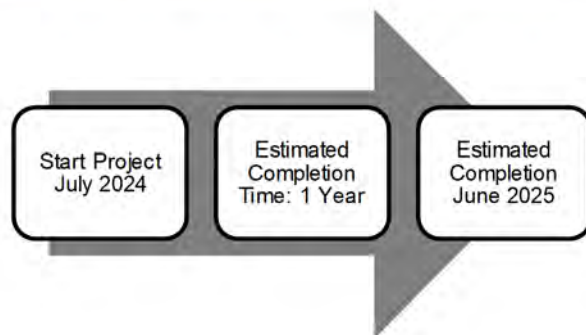 Start Project
July 2024
Estimated
Completion
Time: 1 Year
Estimated
Completion
June 2025